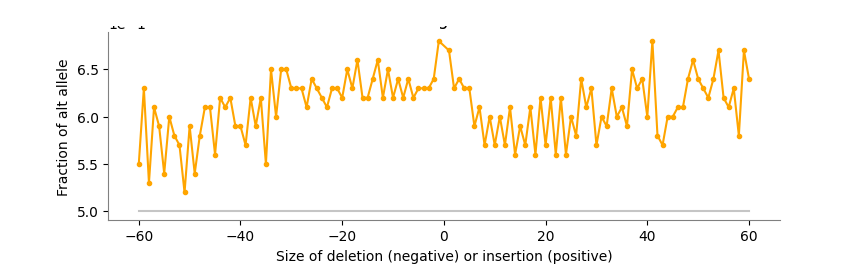 6.5
6.0
5.5
5.0
Fraction of alt allele
−60 −40 −20 0 20 40 60
Size of deletion (negative) or insertion (positive)